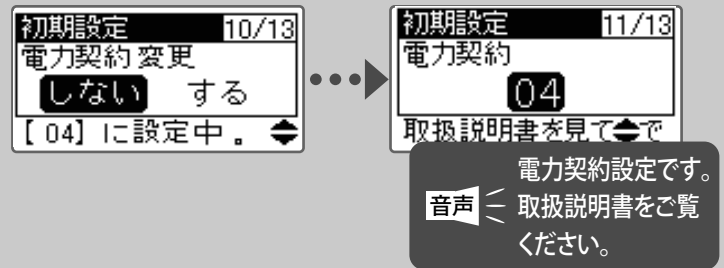 初期設定 10/13
電力契約変更
しない する
【04】に設定中。
初期設定 11/13
電力契約
04
取扱説明書を見て◆で
音声
電力契約設定です。
取扱説明書をご覧
ください。